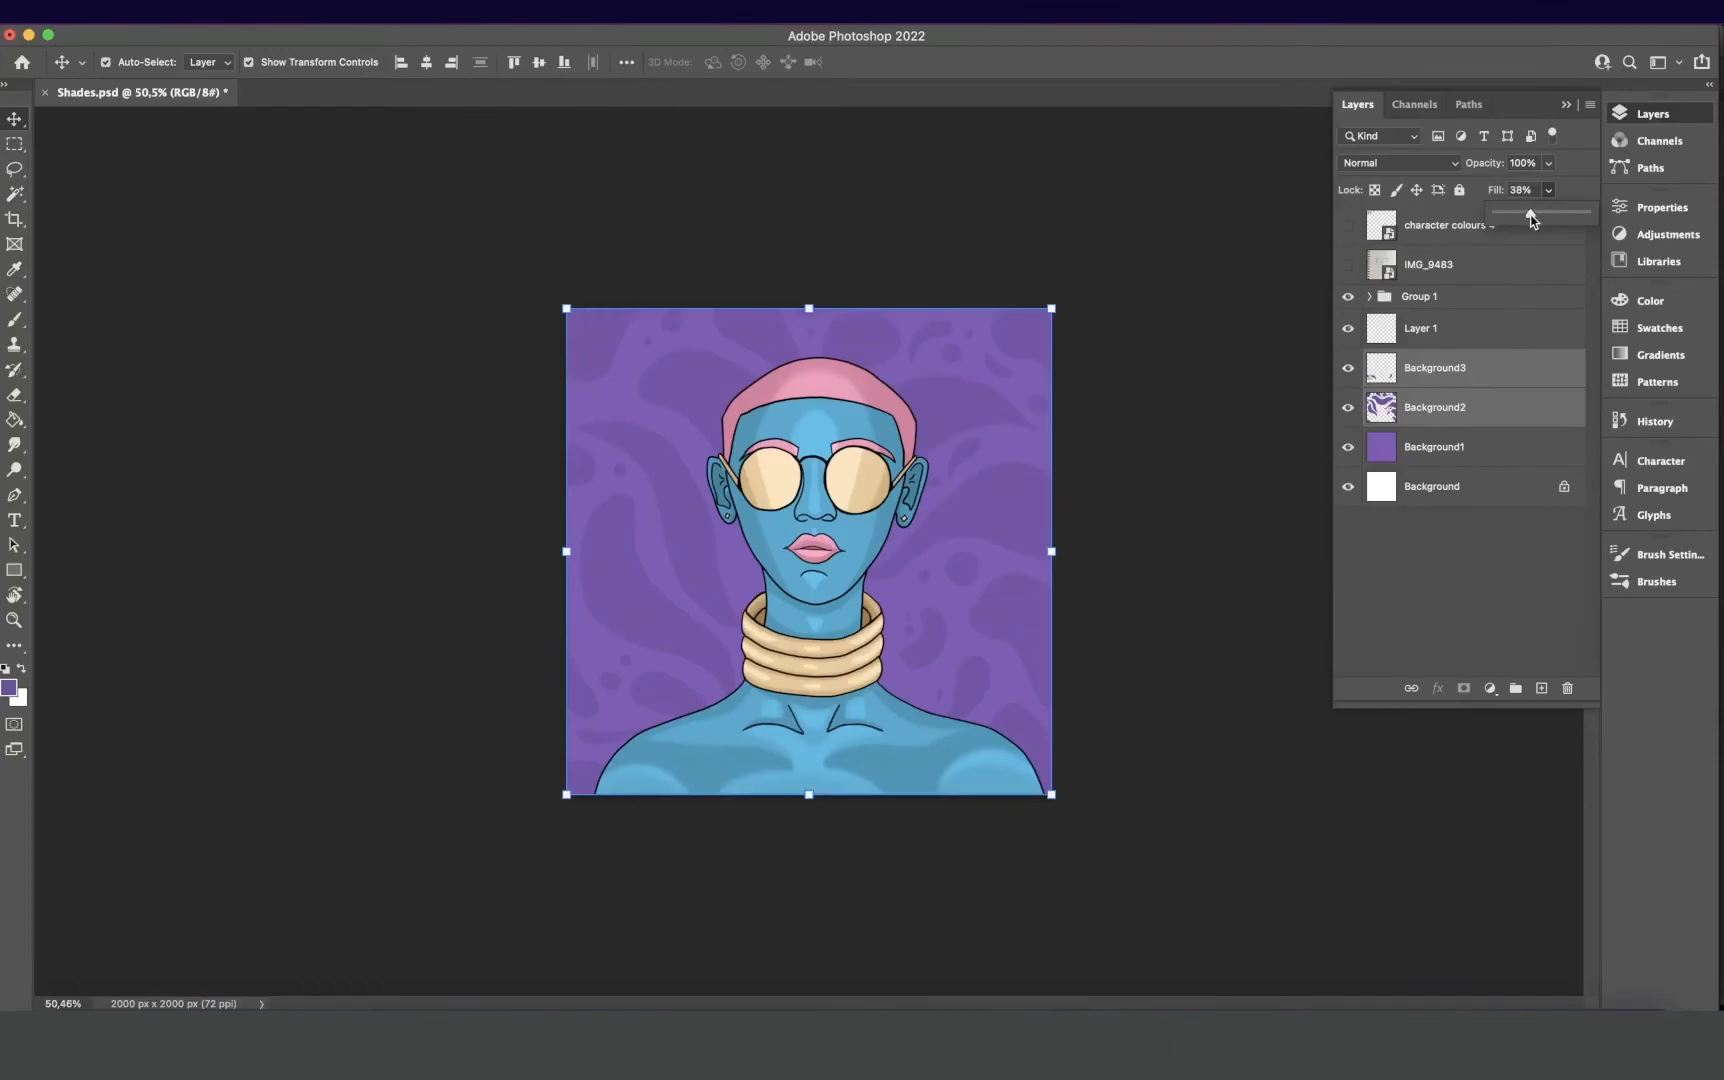 Adobe Photoshop 2022
Auto-Select: Layer Show Transform Controls 3D Mode:
Shades.psd @ 50,5% (RGB/8#) *
Layers Channels Paths
Kind
Normal Opacity: 100%
Lock: Fill: 38%
character colours
IMG_9483
Group 1
Layer 1
Background3
Background2
Background1
Background
Layers
Channels
Paths
Properties
Adjustments
Libraries
Color
Swatches
Gradients
Patterns
History
Character
Paragraph
Glyphs
Brush Settin...
Brushes
50,46% 2000 px x 2000 px (72 ppi)